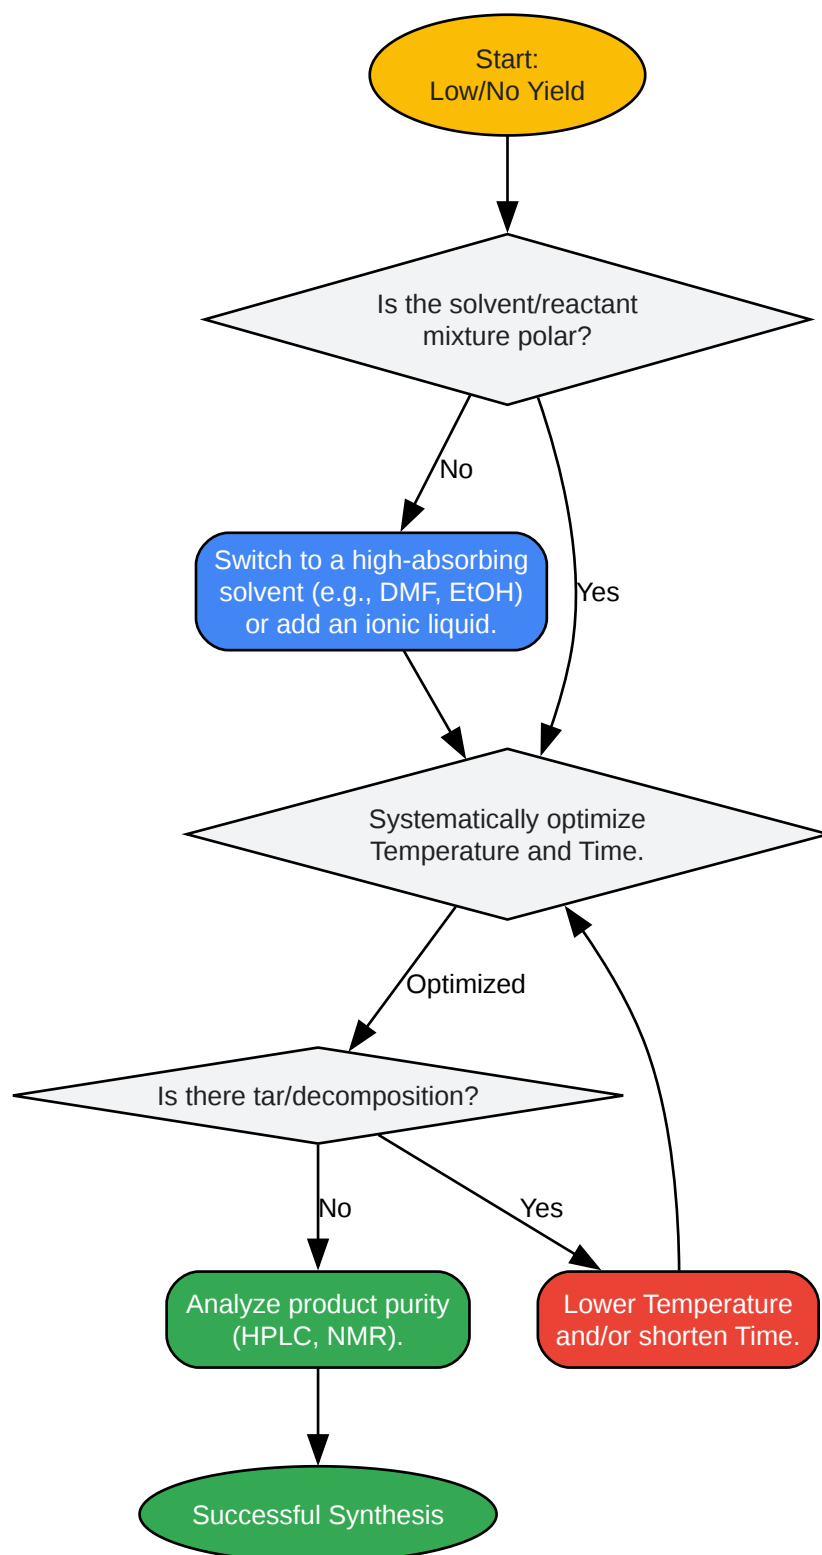 Start:
Low/No Yield
Is the solvent/reactant
mixture polar?
No
Switch to a high-absorbing
solvent (e.g., DMF, EtOH)
or add an ionic liquid.
Yes
Systematically optimize
Temperature and Time.
Optimized
Is there tar/decomposition?
No
Yes
Analyze product purity
(HPLC, NMR).
Lower Temperature
and/or shorten Time.
Successful Synthesis